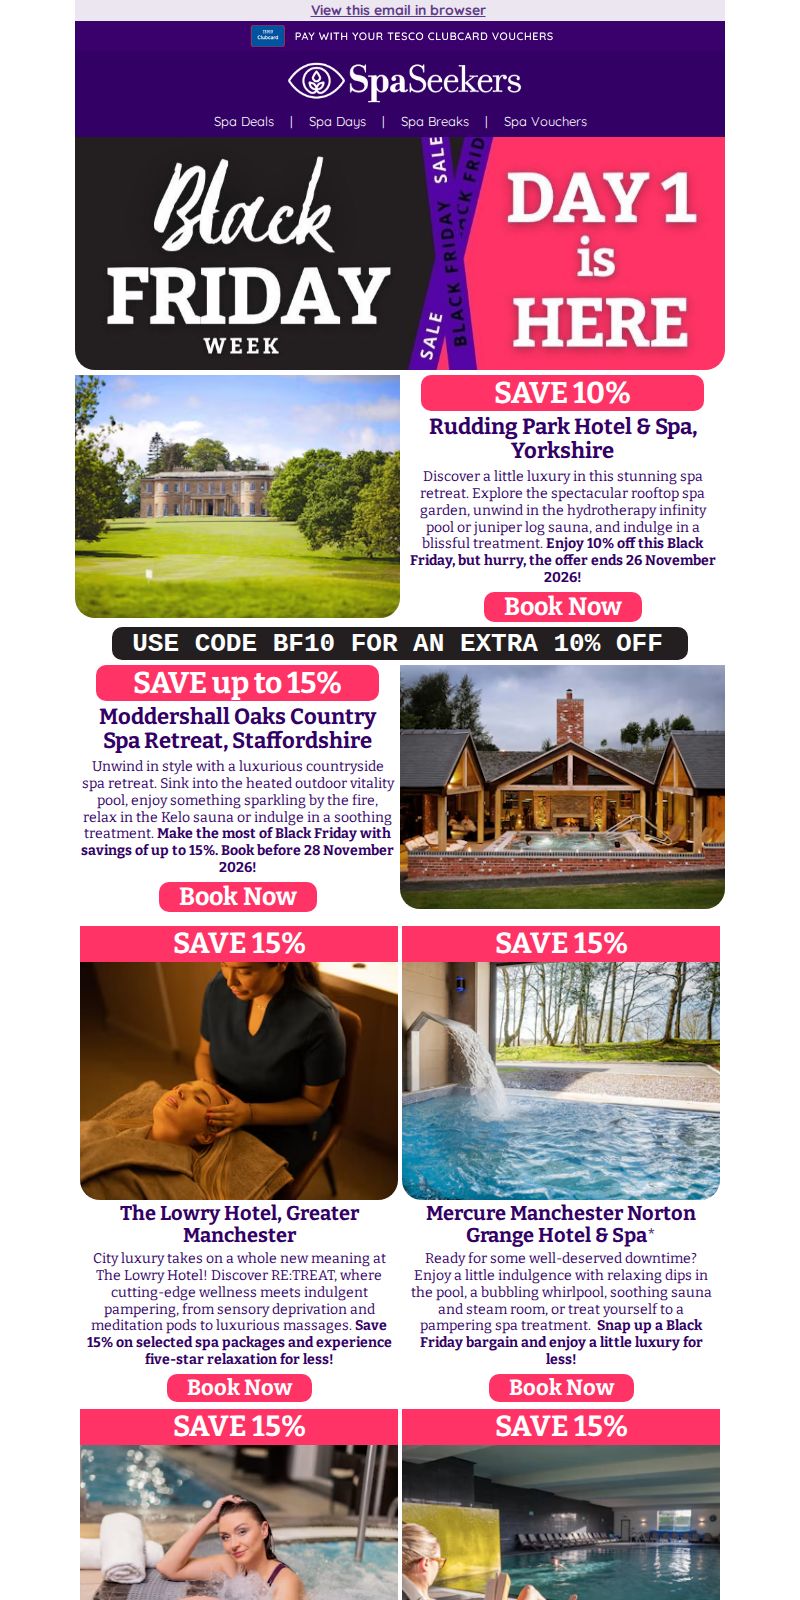 View this email in browser
TESCO
Clubcard
PAY WITH YOUR TESCO CLUBCARD VOUCHERS
SpaSeekers
Spa Deals | Spa Days | Spa Breaks | Spa Vouchers
Black
FRIDAY
WEEK
SALE
BLACK FRIDAY
SALE
CK FRID
DAY 1
is
HERE
SAVE 10%
Rudding Park Hotel & Spa,
Yorkshire
Discover a little luxury in this stunning spa
retreat. Explore the spectacular rooftop spa
garden, unwind in the hydrotherapy infinity
pool or juniper log sauna, and indulge in a
blissful treatment. Enjoy 10% off this Black
Friday, but hurry, the offer ends 26 November
2026!
Book Now
USE CODE BF10 FOR AN EXTRA 10% OFF
SAVE up to 15%
Moddershall Oaks Country
Spa Retreat, Staffordshire
Unwind in style with a luxurious countryside
spa retreat. Sink into the heated outdoor vitality
pool, enjoy something sparkling by the fire,
relax in the Kelo sauna or indulge in a soothing
treatment. Make the most of Black Friday with
savings of up to 15%. Book before 28 November
2026!
Book Now
SAVE 15%
The Lowry Hotel, Greater
Manchester
City luxury takes on a whole new meaning at
The Lowry Hotel! Discover RE:TREAT, where
cutting-edge wellness meets indulgent
pampering, from sensory deprivation and
meditation pods to luxurious massages. Save
15% on selected spa packages and experience
five-star relaxation for less!
Book Now
SAVE 15%
Mercure Manchester Norton
Grange Hotel & Spa*
Ready for some well-deserved downtime?
Enjoy a little indulgence with relaxing dips in
the pool, a bubbling whirlpool, soothing sauna
and steam room, or treat yourself to a
pampering spa treatment. Snap up a Black
Friday bargain and enjoy a little luxury for
less!
Book Now
SAVE 15%
SAVE 15%